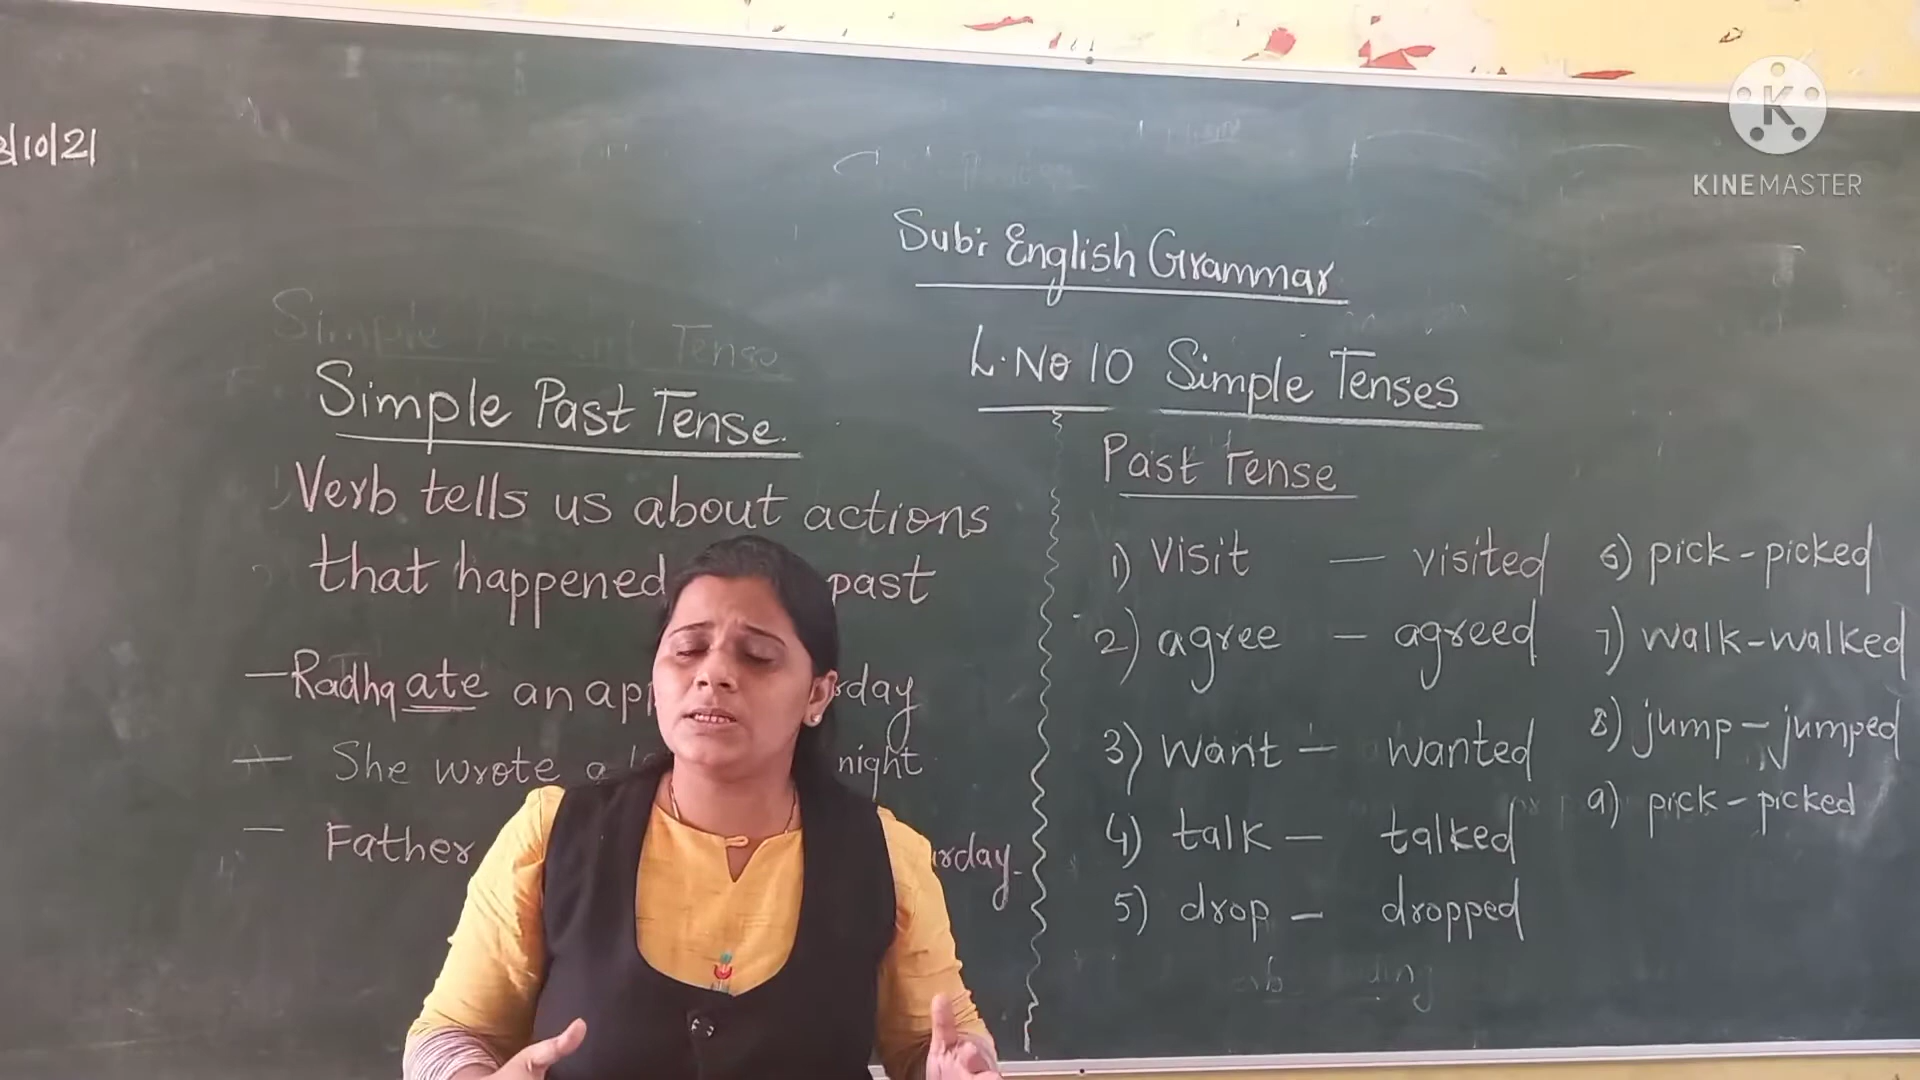 /10/21
KINEMASTER
Sub: English Grammar
L. No 10 Simple Tenses
Simple Past Tense.
Verb tells us about actions
that happened past
- Radha ate an
- She wrote a night
- Father
Past Tense
1) visit - visited
2) agree - agreed
3) want - wanted
4) talk - talked
5) drop - dropped
6) pick - picked
7) walk - walked
8) jump - jumped
9) pick - picked